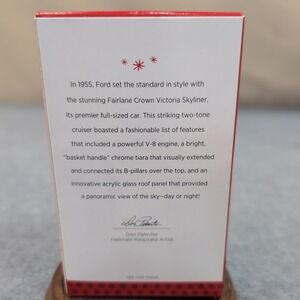 In 1955, Ford set the standard in style with
the stunning Fairlane Crown Victoria Skyliner,
its premier full-sized car. This striking two-tone
cruiser boasted a fashionable list of features
that included a powerful V-8 engine, a bright,
"basket handle" chrome tiara that visually extended
and connected its B-pillars over the top, and an
innovative acrylic glass roof panel that provided
a panoramic view of the sky—day or night!
Don Palmiter
Hallmark Keepsake Artist